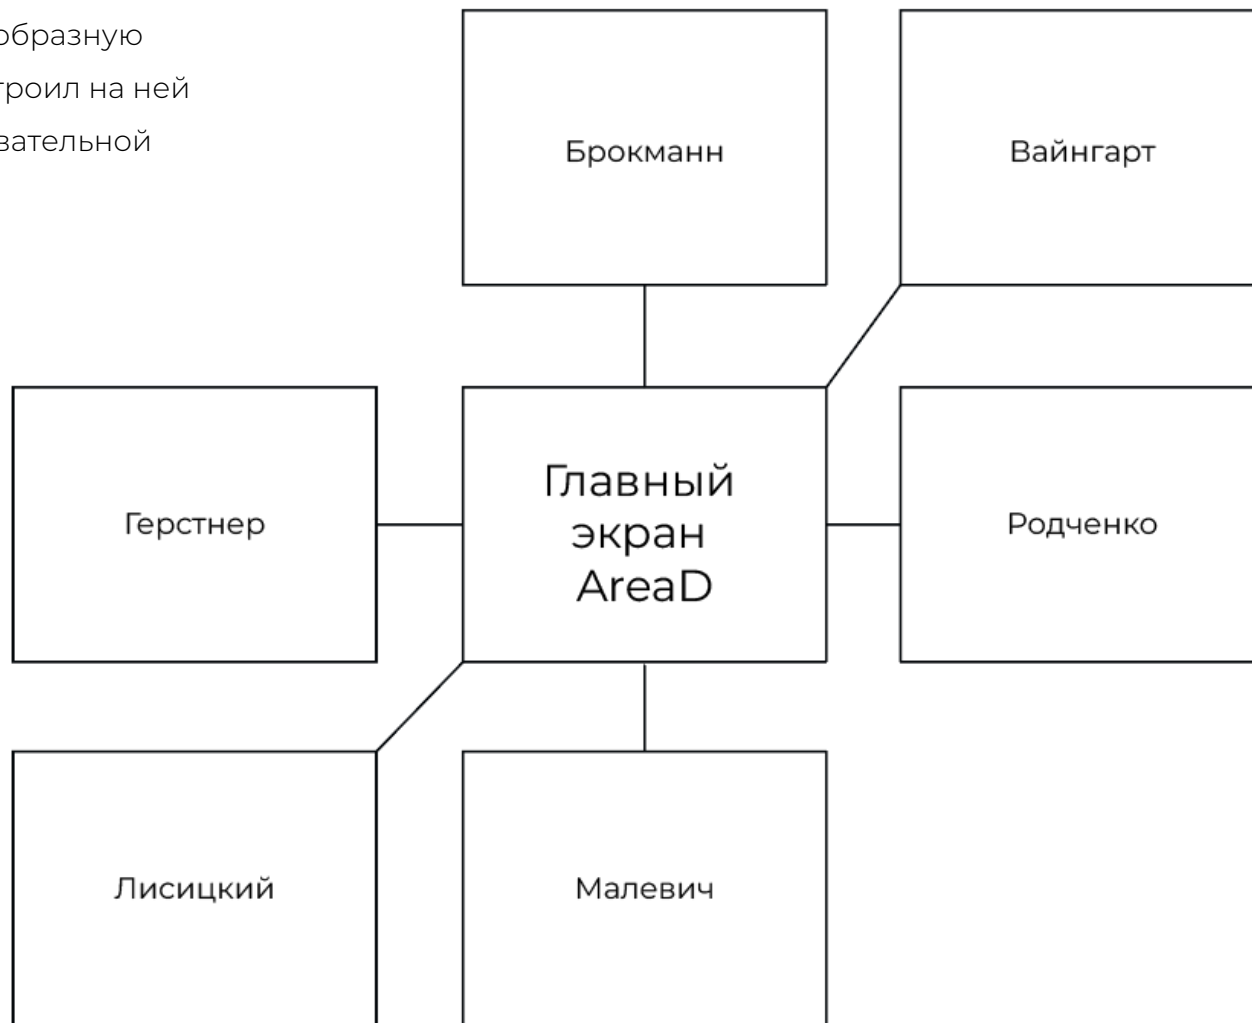 образную
троил на ней
вательной
Брокманн
Вайнгарт
Герстнер
Главный
экран
AreaD
Родченко
Лисицкий
Малевич